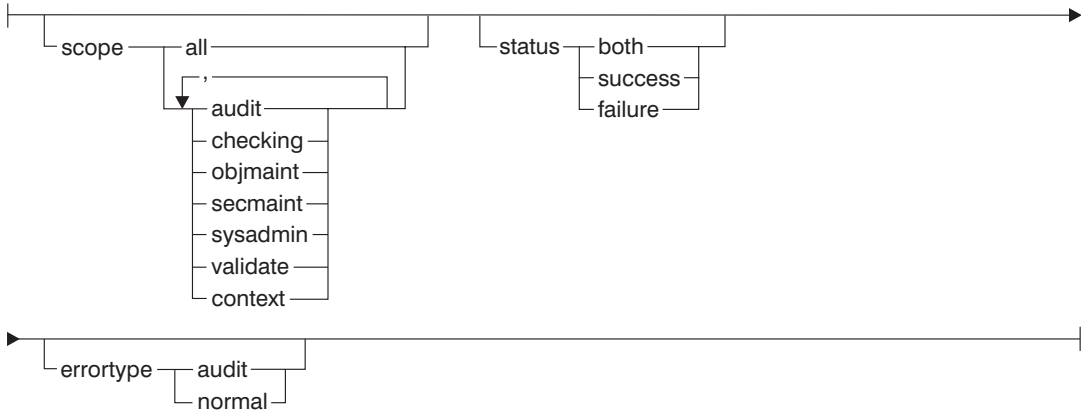 scope all status both
, success
audit failure
checking
objmaint
secmaint
sysadmin
validate
context
errortype audit
normal